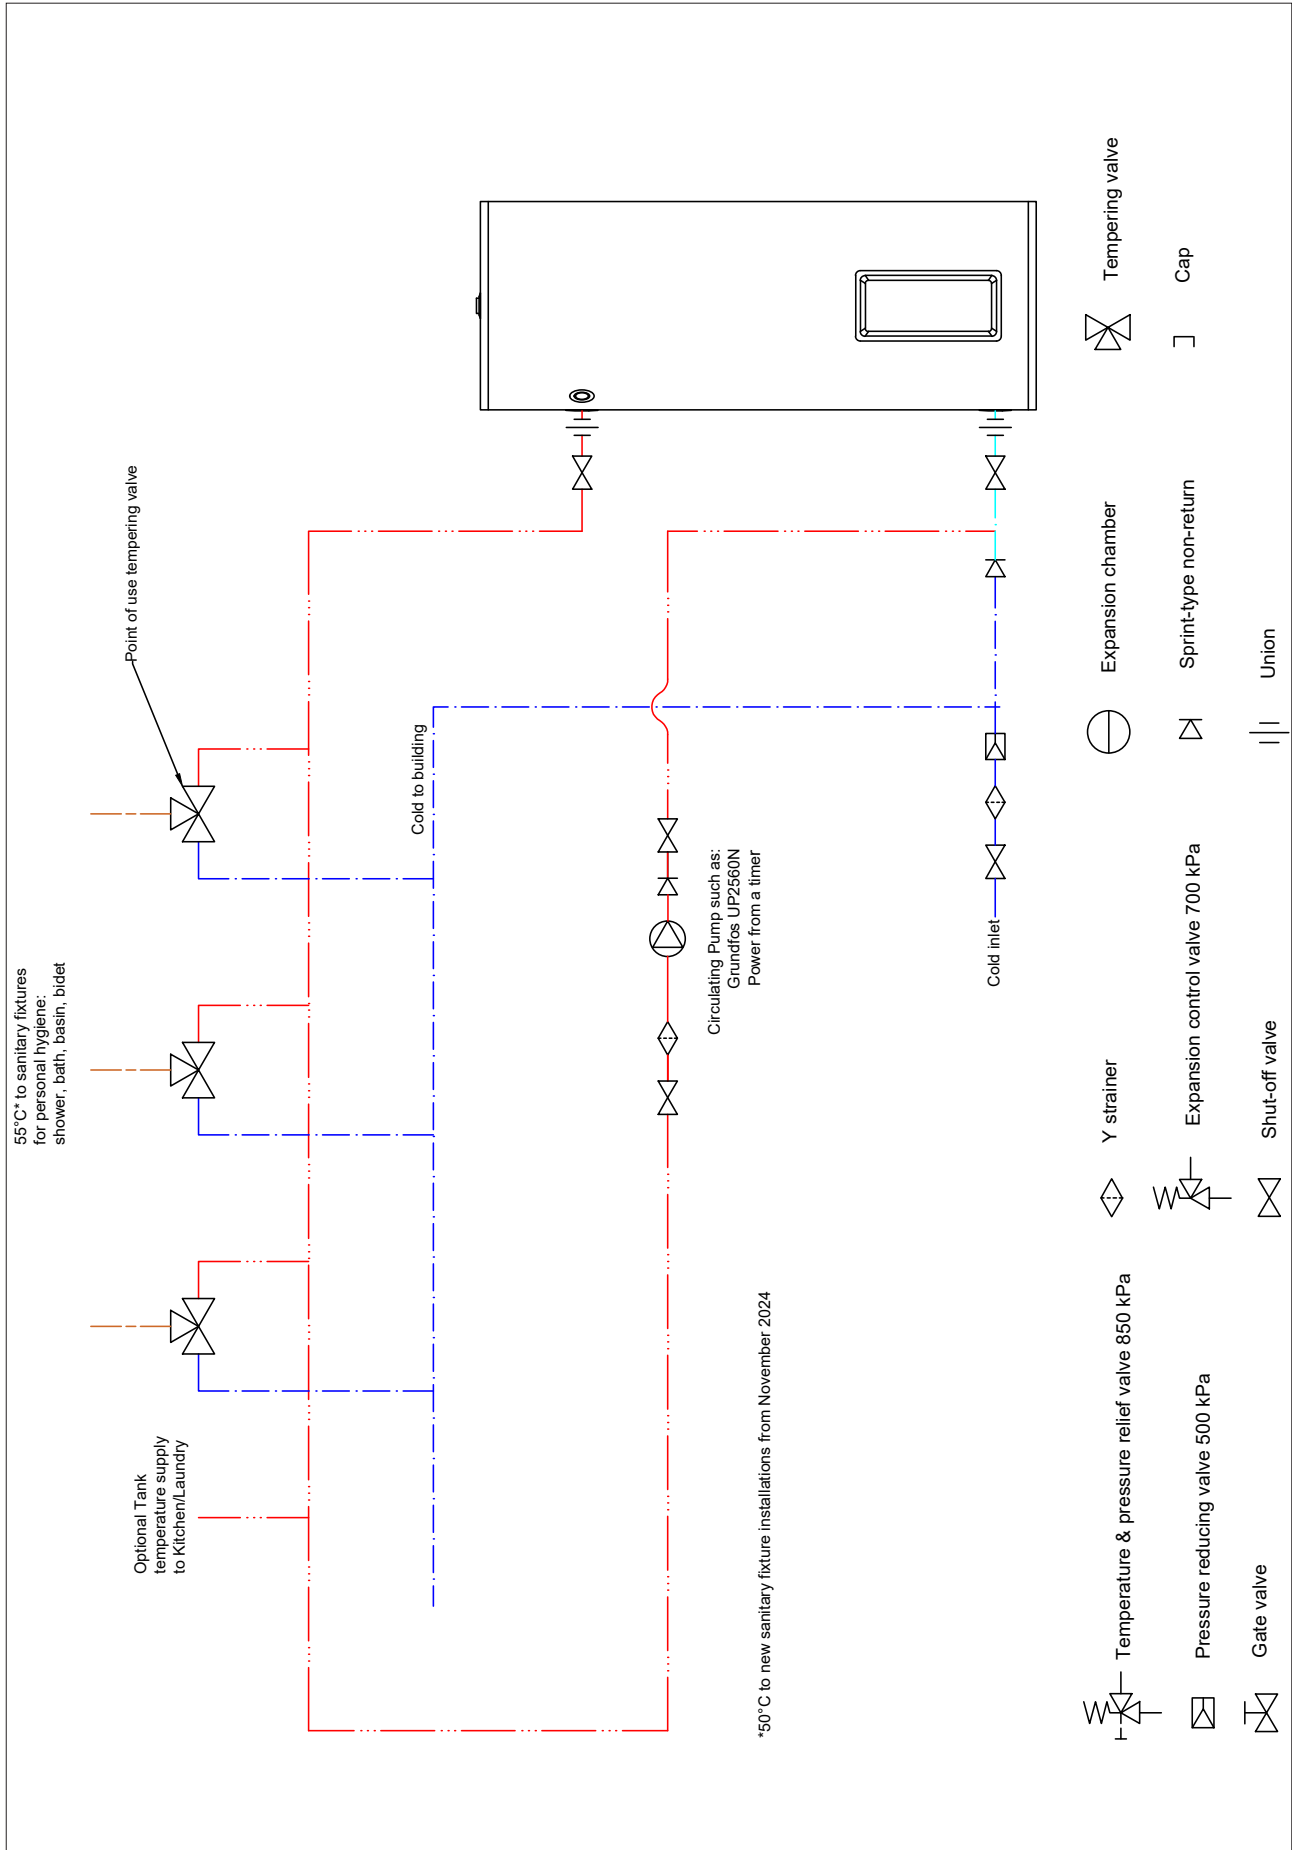 55°C* to sanitary fixtures
for personal hygiene:
shower, bath, basin, bidet
Point of use tempering valve
Optional Tank
temperature supply
to Kitchen/Laundry
Cold to building
Circulating Pump such as:
Grundfos UP2560N
Power from a timer
*50°C to new sanitary fixture installations from November 2024
Cold inlet
Temperature & pressure relief valve 850 kPa
Y strainer
Expansion chamber
Tempering valve
Pressure reducing valve 500 kPa
Expansion control valve 700 kPa
Sprint-type non-return
Cap
Gate valve
Shut-off valve
Union